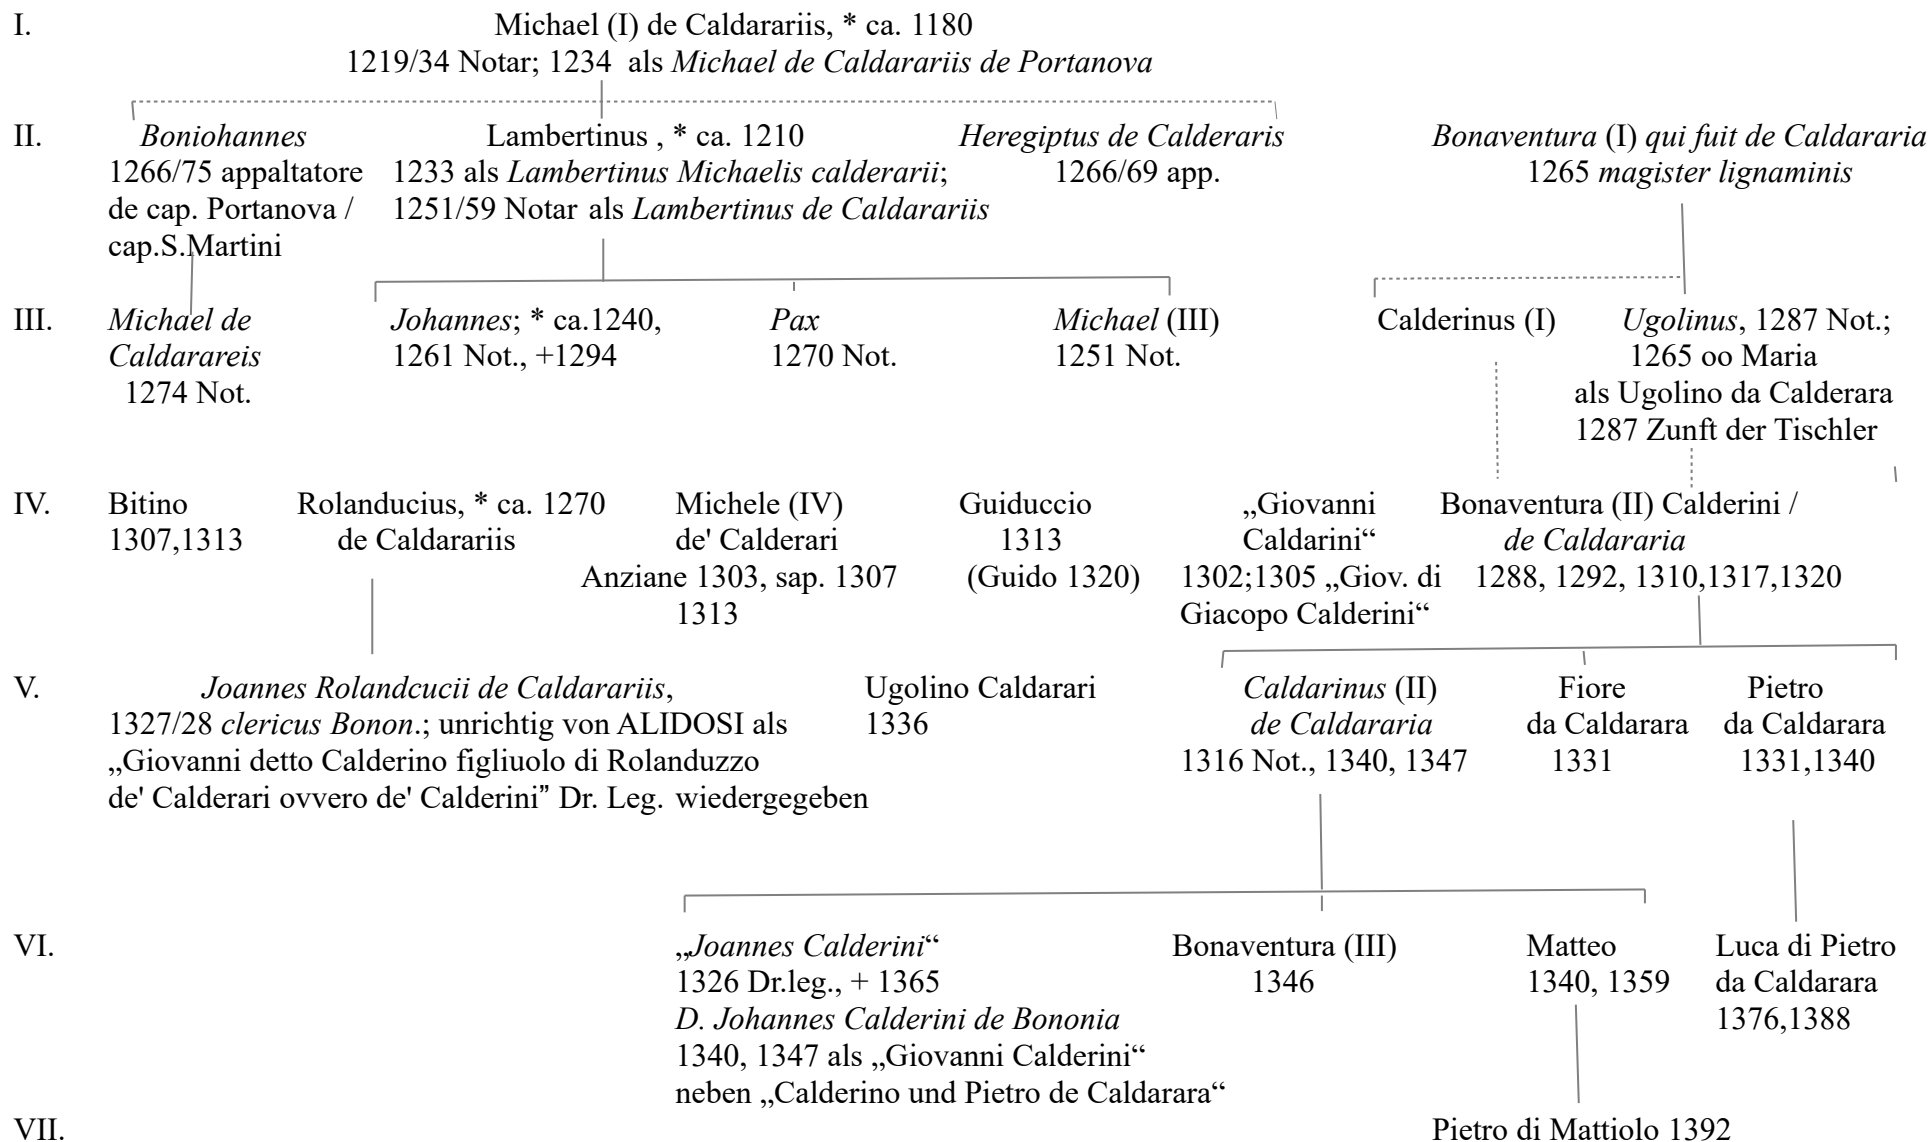 I. Michael (I) de Caldarariis, * ca. 1180
1219/34 Notar; 1234 als Michael de Caldarariis de Portanova
II. Boniohannes Lambertinus , * ca. 1210 Heregiptus de Calderaris Bonaventura (I) qui fuit de Caldararia
1266/75 appaltatore 1233 als Lambertinus Michaelis calderarii; 1266/69 app. 1265 magister lignaminis
de cap. Portanova / 1251/59 Notar als Lambertinus de Caldarariis
cap.S.Martini
III. Michael de Johannes; * ca.1240, Pax Michael (III) Calderinus (I) Ugolinus, 1287 Not.;
Caldarareis 1261 Not., +1294 1270 Not. 1251 Not. 1265 oo Maria
1274 Not. als Ugolino da Calderara
1287 Zunft der Tischler
IV. Bitino Rolanducius, * ca. 1270 Michele (IV) Guiduccio „Giovanni Bonaventura (II) Calderini /
1307,1313 de Caldarariis de' Calderari 1313 Caldarini“ de Caldararia
Anziane 1303, sap. 1307 (Guido 1320) 1302;1305 „Giov. di 1288, 1292, 1310,1317,1320
1313 Giacopo Calderini“
V. Joannes Rolandcucii de Caldarariis, Ugolino Caldarari Caldarinus (II) Fiore Pietro
1327/28 clericus Bonon.; unrichtig von ALIDOSI als 1336 de Caldararia da Caldarara da Caldarara
„Giovanni detto Calderino figliuolo di Rolanduzzo 1316 Not., 1340, 1347 1331 1331,1340
de' Calderari ovvero de' Calderini” Dr. Leg. wiedergegeben
VI. „Joannes Calderini“ Bonaventura (III) Matteo Luca di Pietro
1326 Dr.leg., + 1365 1346 1340, 1359 da Caldarara
D. Johannes Calderini de Bononia 1376,1388
1340, 1347 als „Giovanni Calderini“
neben „Calderino und Pietro de Caldarara“
VII. Pietro di Mattiolo 1392